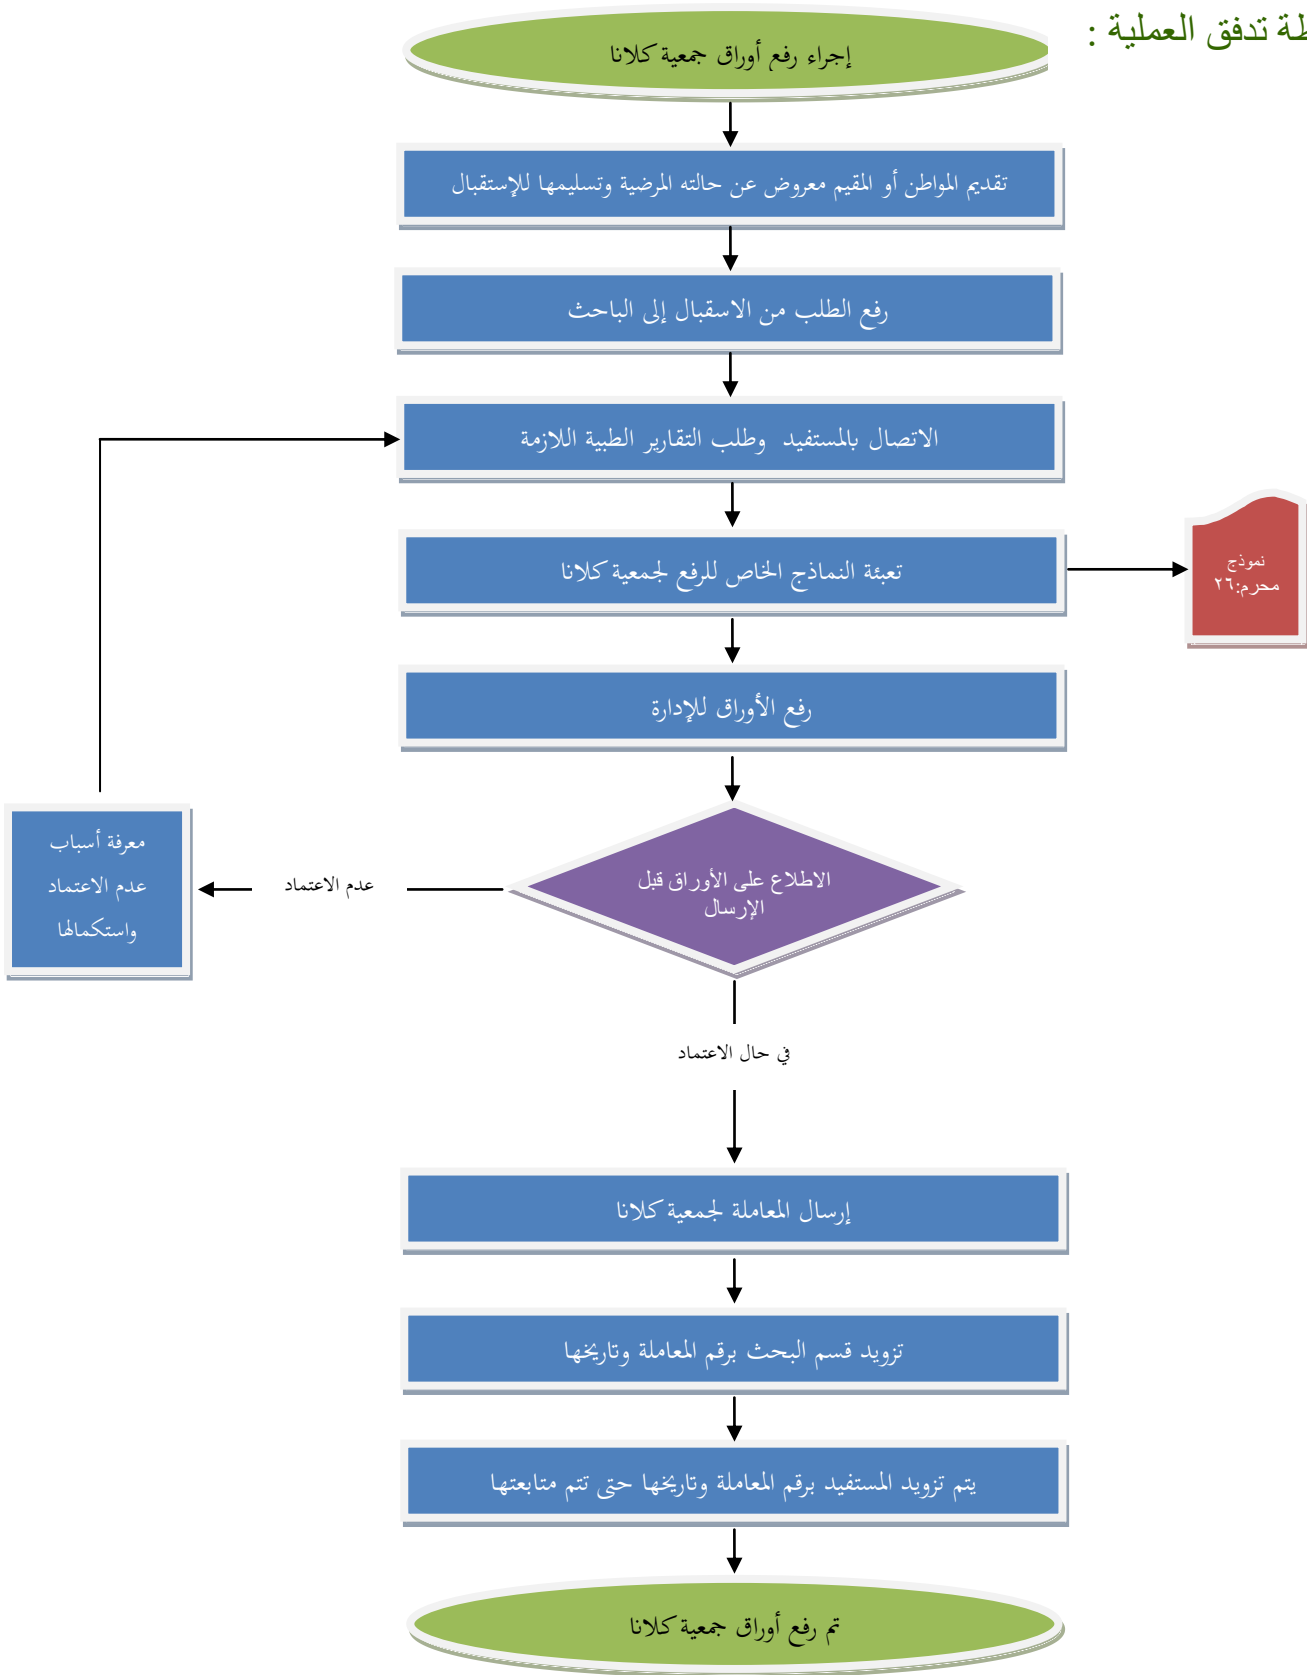 تدفق العملية :
إجراء رفع أوراق جمعية كلانا
تقديم المواطن أو المقيم معروض عن حالته المرضية وتسليمها للإستقبال
رفع الطلب من الاسقبال إلى الباحث
الاتصال بالمستفيد وطلب التقارير الطبية اللازمة
تعبئة النماذج الخاص للرفع لجمعية كلانا
نموذج
محرم:٢٦
رفع الأوراق للإدارة
الاطلاع على الأوراق قبل
الإرسال
عدم الاعتماد
معرفة أسباب
عدم الاعتماد
واستكمالها
في حال الاعتماد
إرسال المعاملة لجمعية كلانا
تزويد قسم البحث برقم المعاملة وتاريخها
يتم تزويد المستفيد برقم المعاملة وتاريخها حتى تتم متابعتها
تم رفع أوراق جمعية كلانا